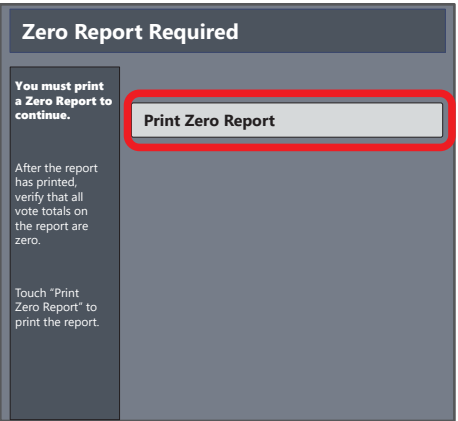 Zero Report Required
You must print
a Zero Report to
continue.
After the report
has printed,
verify that all
vote totals on
the report are
zero.
Touch “Print
Zero Report” to
print the report.
Print Zero Report